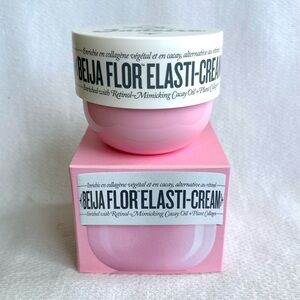 Enrichie en collagène végétal et en cacay, alternative au rétinol
BEIJA FLOR™ ELASTI-CREAM
Enriched with Retinol-Mimicking Cacay Oil + Plant Collagen
Enrichie en collagène végétal et en cacay, alternative au rétinol
BEIJA FLOR™ ELASTI-CREAM
Enriched with Retinol-Mimicking Cacay Oil + Plant Collagen